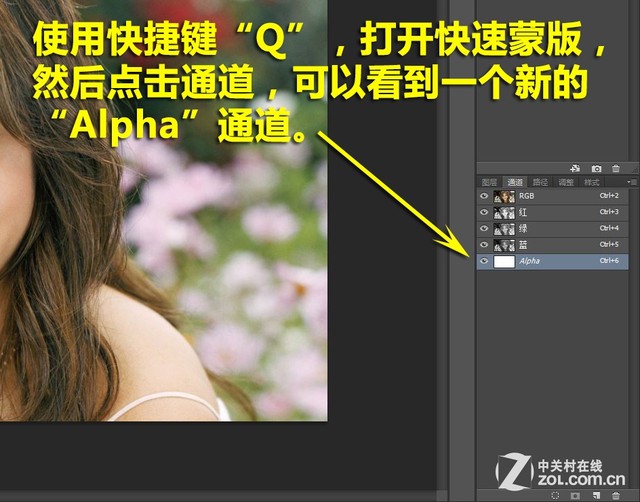 使用快捷键“Q”，打开快速蒙版，
然后点击通道，可以看到一个新的
“Alpha”通道。
图层 通道 路径 调整 样式
RGB Ctrl+2
红 Ctrl+3
绿 Ctrl+4
蓝 Ctrl+5
Alpha Ctrl+6
Z
中关村在线
ZOL.COM.CN